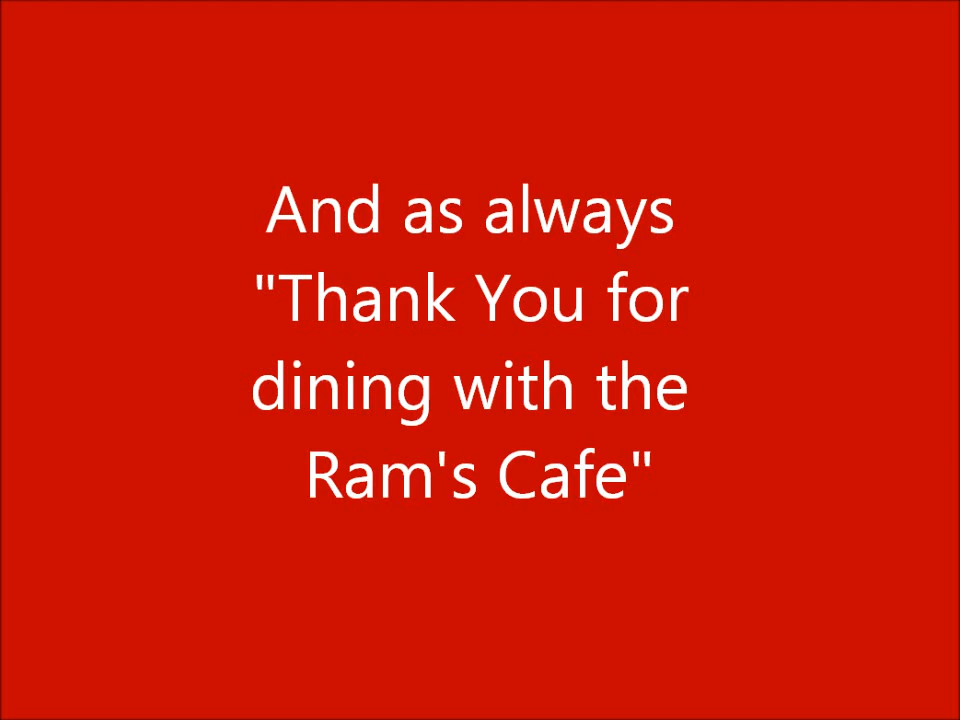 And as always
"Thank You for
dining with the
Ram's Cafe"